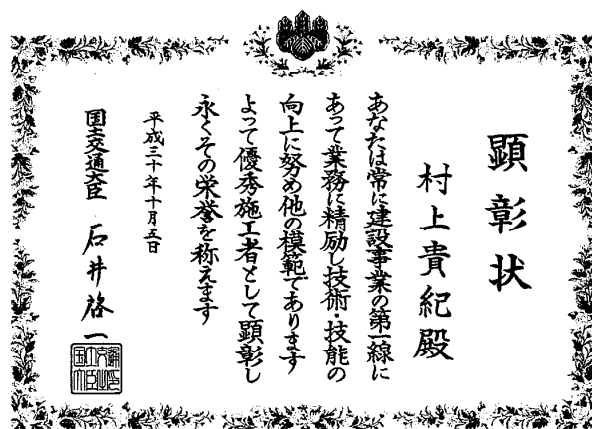 顕彰状
村上貴紀殿
あなたは常に建設事業の第一線に
あって業務に精励し技術・技能の
向上に努め他の模範であります
よって優秀施工者として顕彰し
永くその栄誉を称えます
平成三十年十月五日
国土交通大臣 石井啓一